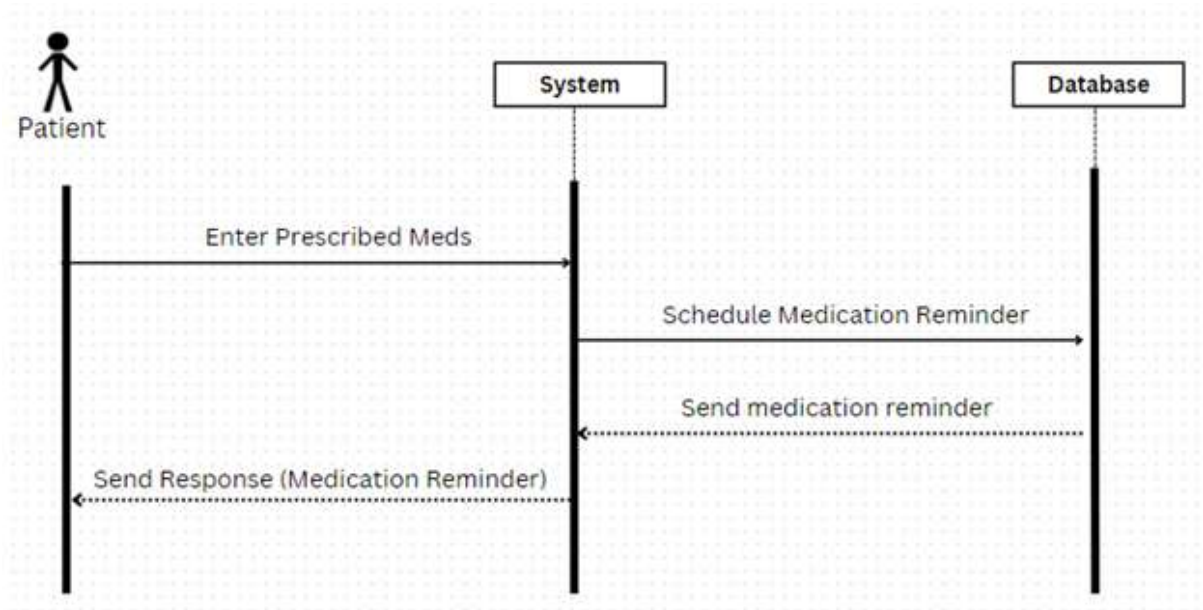 System
Database
Patient
Enter Prescribed Meds
Schedule Medication Reminder
Send medication reminder
Send Response (Medication Reminder)